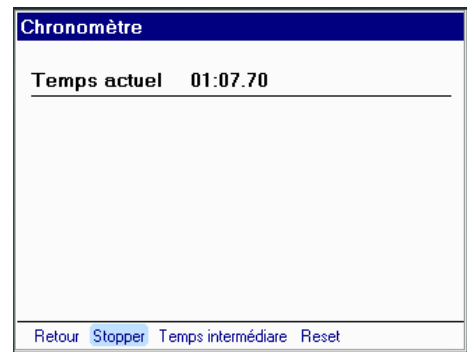 Chronomètre
Temps actuel 01:07.70
Retour Stopper Temps intermédiare Reset